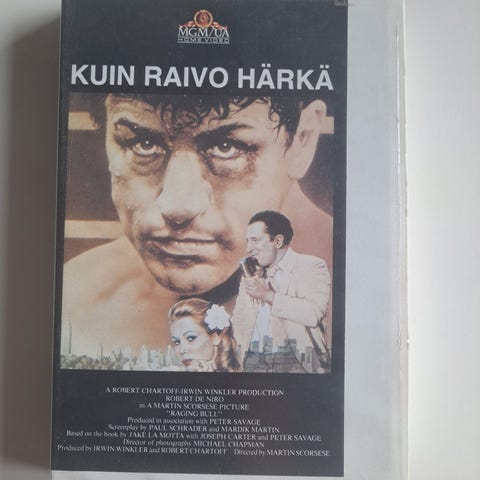 MGM/UA
HOME VIDEO
KUIN RAIVO HÄRKÄ
A ROBERT CHARTOFF-IRWIN WINKLER PRODUCTION
ROBERT DE NIRO
in A MARTIN SCORSESE PICTURE
"RAGING BULL"
Produced in association with PETER SAVAGE
Screenplay by PAUL SCHRADER and MARDIK MARTIN
Based on the book by JAKE LA MOTTA with JOSEPH CARTER and PETER SAVAGE
Director of photography MICHAEL CHAPMAN
Produced by IRWIN WINKLER and ROBERT CHARTOFF Directed by MARTIN SCORSESE